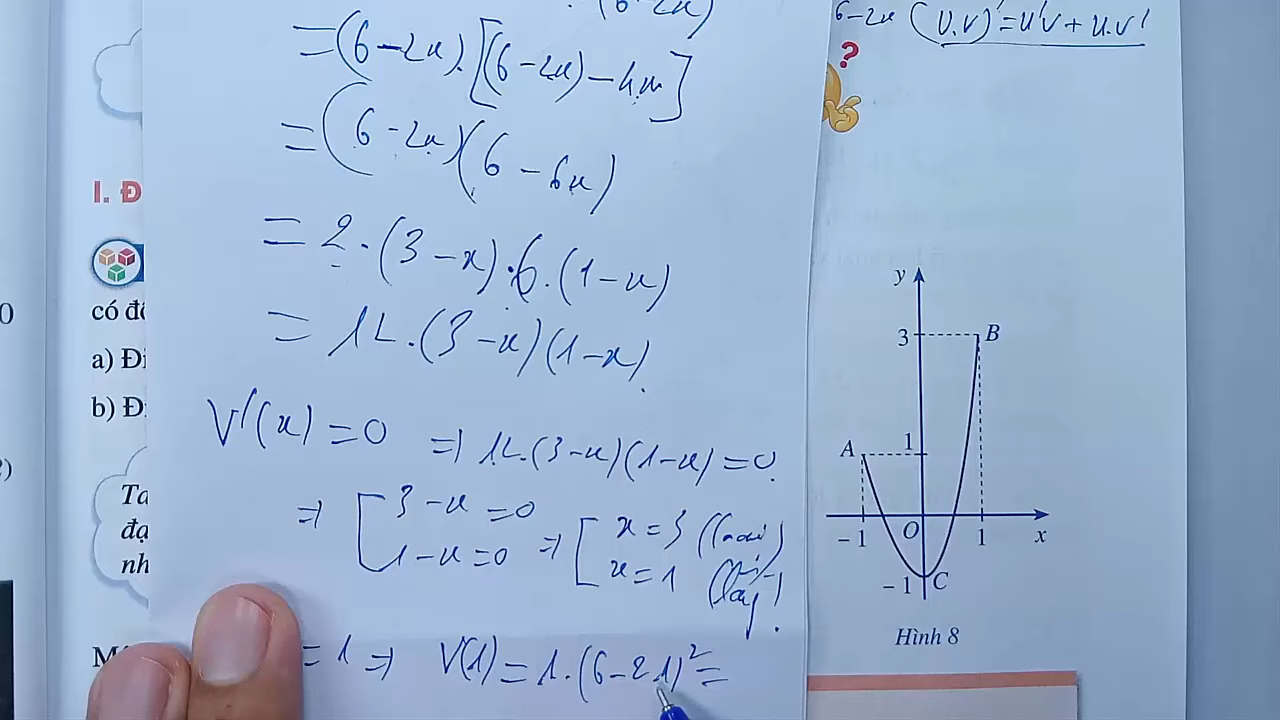 . (6-2x)
= (6-2x).[(6-2x)-4x]
= (6-2x)(6-6x)
= 2.(3-x).6.(1-x)
= 12.(3-x)(1-x).
V'(x) = 0 ⇒ 12.(3-x)(1-x) = 0.
⇒ [ 3-x = 0
1-x = 0 ⇒ [ x = 3 (loại)
x = 1 (lấy).
= 1 ⇒ V(1) = 1.(6-2.1)² =
6-2x (U.V)' = u'v + u.v'
?
I. Đ
có đ
a) Đ
b) Đ
Ta
đạ
nh
M
0
)
y
3 B
A 1
-1 O 1 x
-1 C
Hình 8